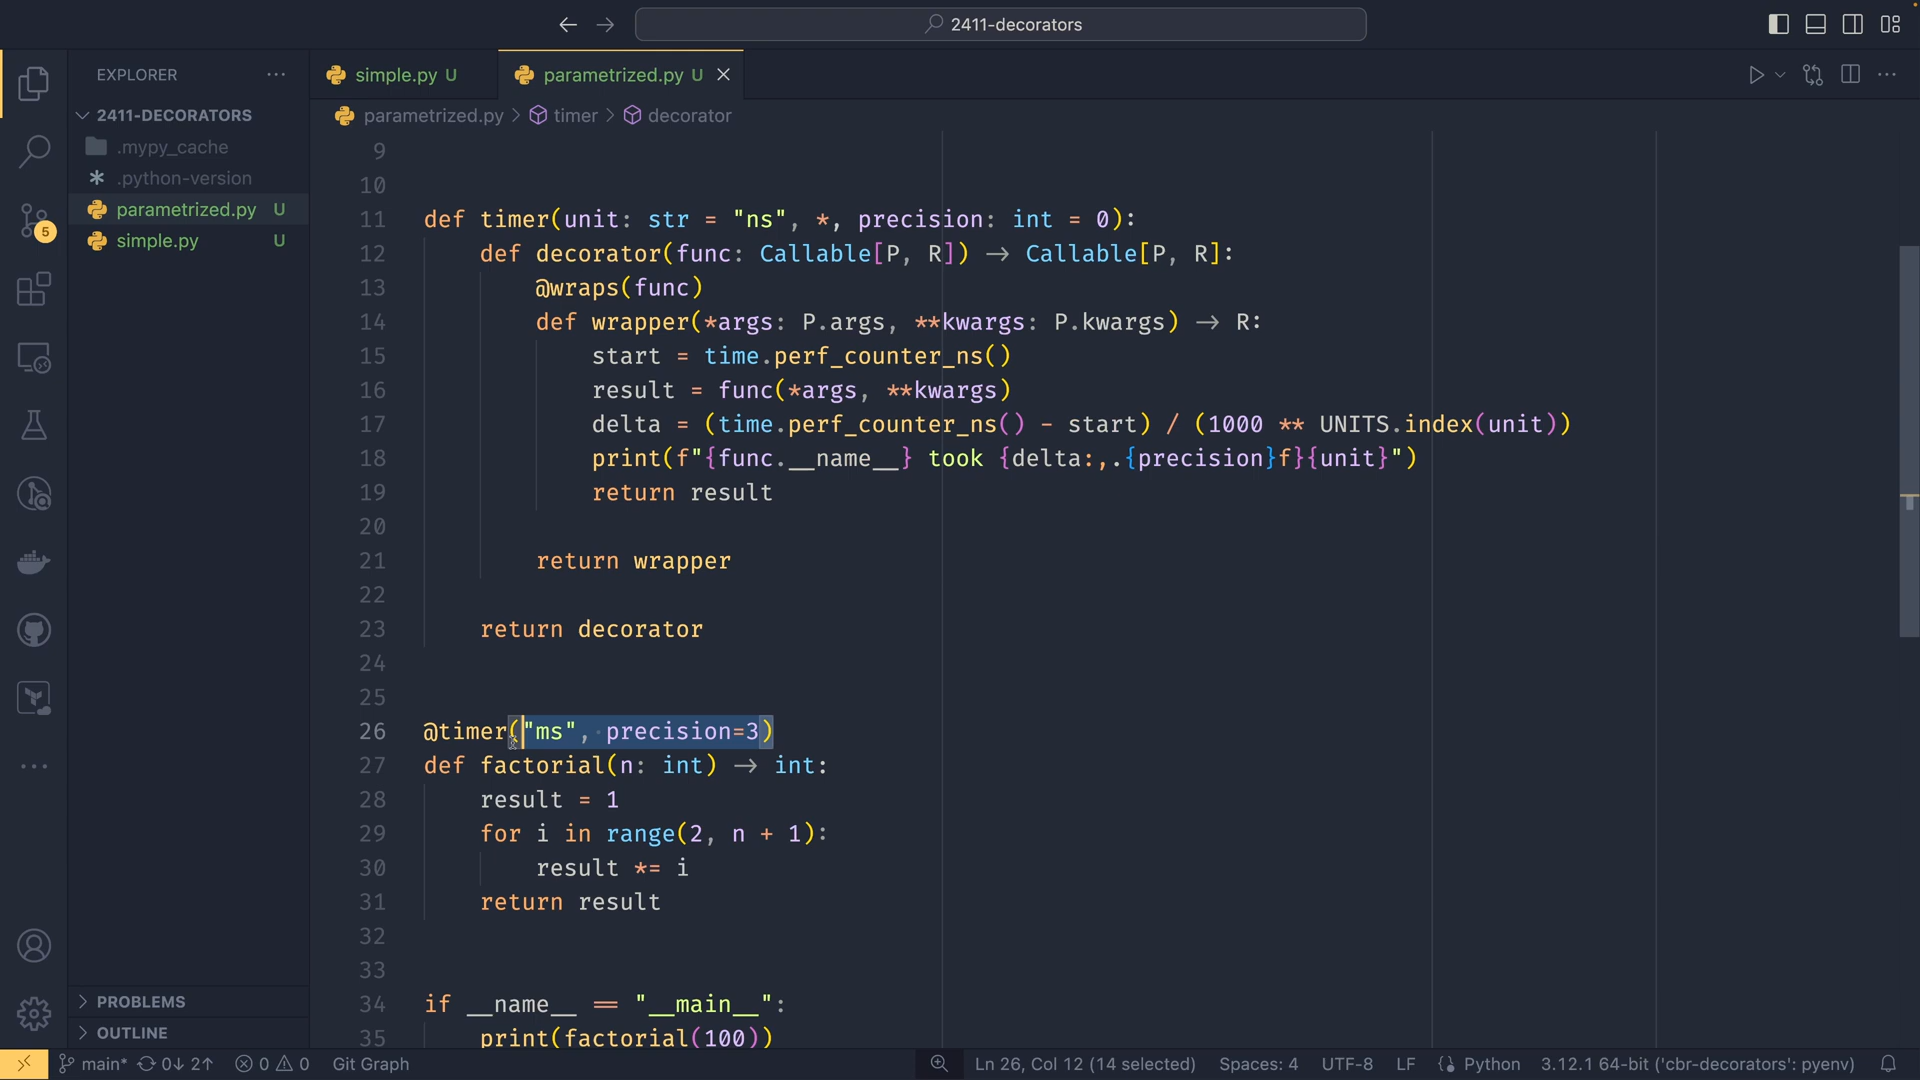 2411-decorators
EXPLORER
simple.py U
parametrized.py U
2411-DECORATORS
parametrized.py > timer > decorator
.mypy_cache
.python-version
parametrized.py U
simple.py U
9
10
11 def timer(unit: str = "ns", *, precision: int = 0):
12 def decorator(func: Callable[P, R]) → Callable[P, R]:
13 @wraps(func)
14 def wrapper(*args: P.args, **kwargs: P.kwargs) → R:
15 start = time.perf_counter_ns()
16 result = func(*args, **kwargs)
17 delta = (time.perf_counter_ns() - start) / (1000 ** UNITS.index(unit))
18 print(f"{func.__name__} took {delta:,.{precision}f}{unit}")
19 return result
20
21 return wrapper
22
23 return decorator
24
25
26 @timer("ms", precision=3)
27 def factorial(n: int) → int:
28 result = 1
29 for i in range(2, n + 1):
30 result *= i
31 return result
32
33
34 if __name__ == "__main__":
35 print(factorial(100))
5
PROBLEMS
OUTLINE
main* 0↓ 2↑ 0 0 Git Graph Ln 26, Col 12 (14 selected) Spaces: 4 UTF-8 LF {} Python 3.12.1 64-bit ('cbr-decorators': pyenv)